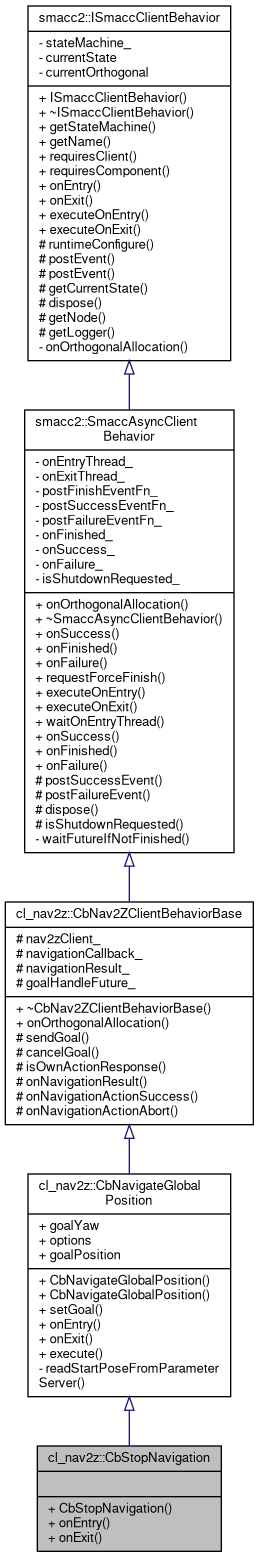 smacc2::ISmaccClientBehavior
- stateMachine_
- currentState
- currentOrthogonal
+ ISmaccClientBehavior()
+ ~ISmaccClientBehavior()
+ getStateMachine()
+ getName()
+ requiresClient()
+ requiresComponent()
+ onEntry()
+ onExit()
+ executeOnEntry()
+ executeOnExit()
# runtimeConfigure()
# postEvent()
# postEvent()
# getCurrentState()
# dispose()
# getNode()
# getLogger()
- onOrthogonalAllocation()
smacc2::SmaccAsyncClient
Behavior
- onEntryThread_
- onExitThread_
- postFinishEventFn_
- postSuccessEventFn_
- postFailureEventFn_
- onFinished_
- onSuccess_
- onFailure_
- isShutdownRequested_
+ onOrthogonalAllocation()
+ ~SmaccAsyncClientBehavior()
+ onSuccess()
+ onFinished()
+ onFailure()
+ requestForceFinish()
+ executeOnEntry()
+ executeOnExit()
+ waitOnEntryThread()
+ onSuccess()
+ onFinished()
+ onFailure()
# postSuccessEvent()
# postFailureEvent()
# dispose()
# isShutdownRequested()
- waitFutureIfNotFinished()
cl_nav2z::CbNav2ZClientBehaviorBase
# nav2zClient_
# navigationCallback_
# navigationResult_
# goalHandleFuture_
+ ~CbNav2ZClientBehaviorBase()
+ onOrthogonalAllocation()
# sendGoal()
# cancelGoal()
# isOwnActionResponse()
# onNavigationResult()
# onNavigationActionSuccess()
# onNavigationActionAbort()
cl_nav2z::CbNavigateGlobal
Position
+ goalYaw
+ options
+ goalPosition
+ CbNavigateGlobalPosition()
+ CbNavigateGlobalPosition()
+ setGoal()
+ onEntry()
+ onExit()
+ execute()
- readStartPoseFromParameter
Server()
cl_nav2z::CbStopNavigation
+ CbStopNavigation()
+ onEntry()
+ onExit()